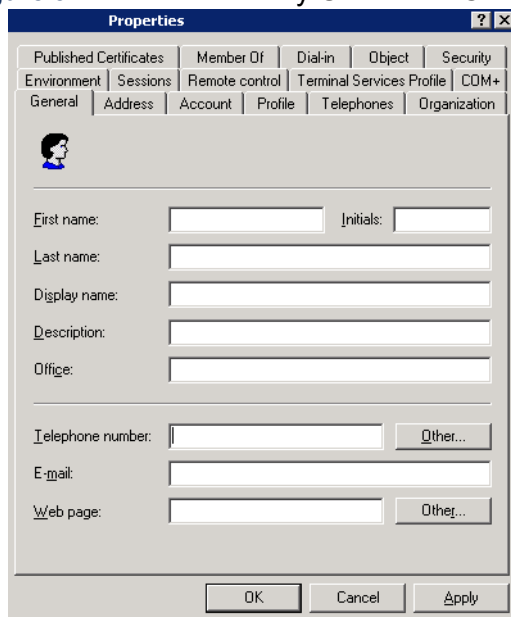 Properties
? X
Published Certificates Member Of Dial-in Object Security
Environment Sessions Remote control Terminal Services Profile COM+
General Address Account Profile Telephones Organization
First name: Initials:
Last name:
Display name:
Description:
Office:
Telephone number: Other...
E-mail:
Web page: Other...
OK Cancel Apply